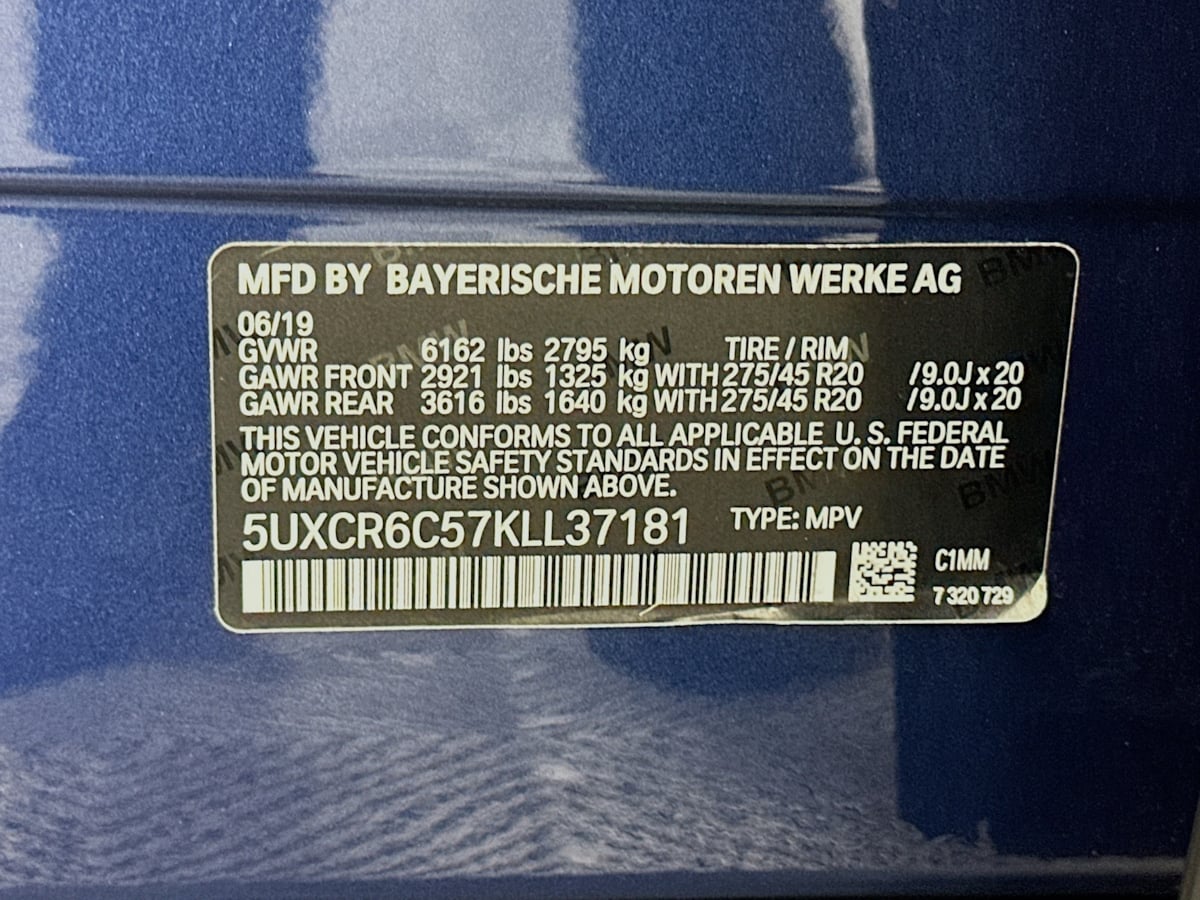 MFD BY BAYERISCHE MOTOREN WERKE AG
06/19
GVWR 6162 lbs 2795 kg TIRE / RIM
GAWR FRONT 2921 lbs 1325 kg WITH 275/45 R20 /9.0J x 20
GAWR REAR 3616 lbs 1640 kg WITH 275/45 R20 /9.0J x 20
THIS VEHICLE CONFORMS TO ALL APPLICABLE U. S. FEDERAL
MOTOR VEHICLE SAFETY STANDARDS IN EFFECT ON THE DATE
OF MANUFACTURE SHOWN ABOVE.
5UXCR6C57KLL37181 TYPE: MPV
C1MM
7 320 729